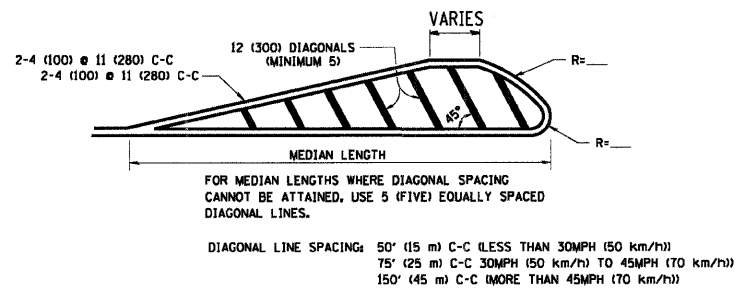 VARIES
12 (300) DIAGONALS
(MINIMUM 5)
2-4 (100) @ 11 (280) C-C
2-4 (100) @ 11 (280) C-C
R=___
45°
R=___
MEDIAN LENGTH
FOR MEDIAN LENGTHS WHERE DIAGONAL SPACING
CANNOT BE ATTAINED, USE 5 (FIVE) EQUALLY SPACED
DIAGONAL LINES.
DIAGONAL LINE SPACING: 50' (15 m) C-C (LESS THAN 30MPH (50 km/h))
75' (25 m) C-C 30MPH (50 km/h) TO 45MPH (70 km/h))
150' (45 m) C-C (MORE THAN 45MPH (70 km/h))